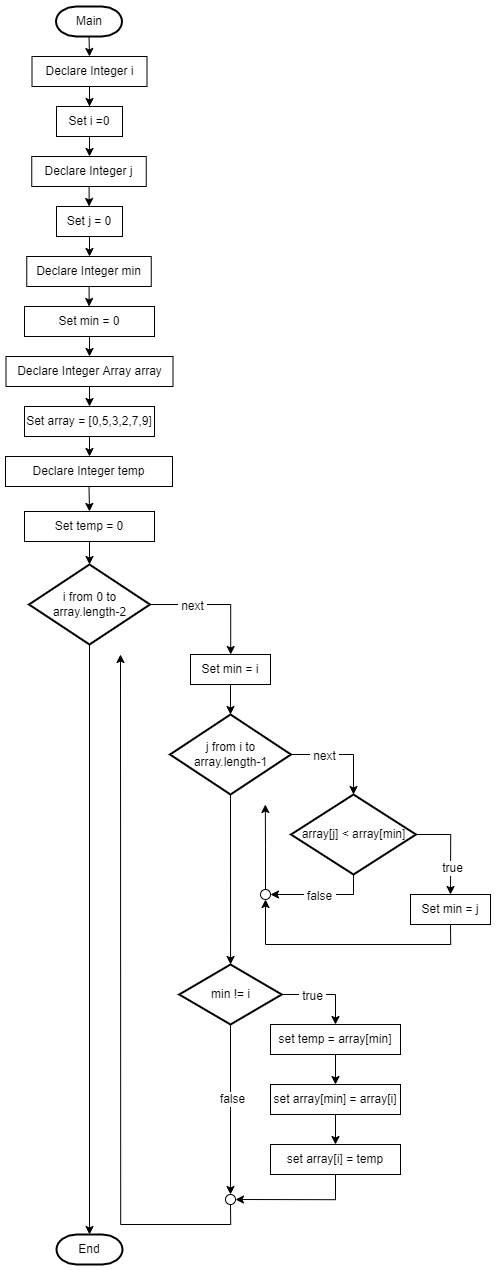 Main
Declare Integer i
Set i =0
Declare Integer j
Set j = 0
Declare Integer min
Set min = 0
Declare Integer Array array
Set array = [0,5,3,2,7,9]
Declare Integer temp
Set temp = 0
i from 0 to
array.length-2
next
Set min = i
j from i to
array.length-1
next
array[j] < array[min]
true
false
Set min = j
min != i
true
set temp = array[min]
set array[min] = array[i]
false
set array[i] = temp
End